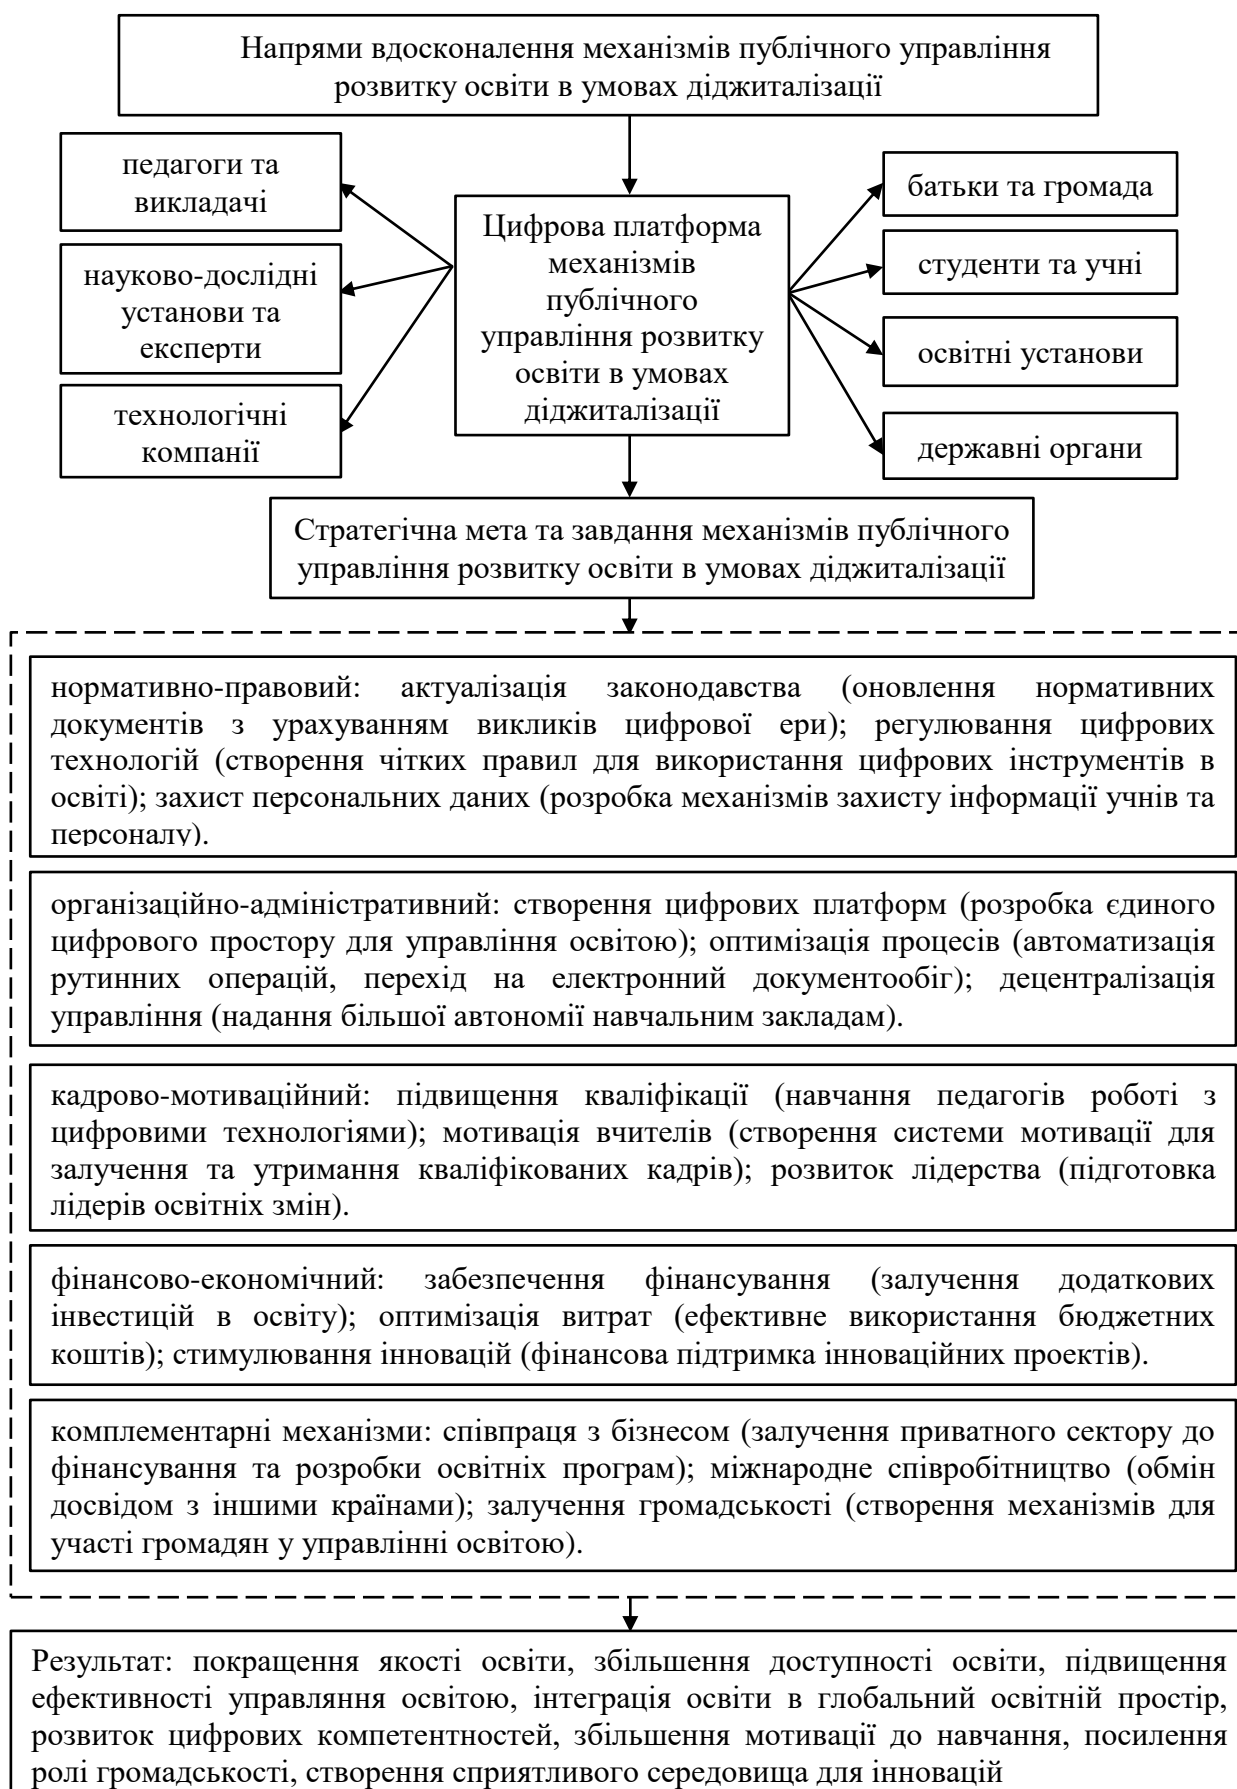 Напрями вдосконалення механізмів публічного управління
розвитку освіти в умовах діджиталізації
педагоги та
викладачі
науково-дослідні
установи та
експерти
технологічні
компанії
Цифрова платформа
механізмів
публічного
управління розвитку
освіти в умовах
діджиталізації
батьки та громада
студенти та учні
освітні установи
державні органи
Стратегічна мета та завдання механізмів публічного
управління розвитку освіти в умовах діджиталізації
нормативно-правовий: актуалізація законодавства (оновлення нормативних
документів з урахуванням викликів цифрової ери); регулювання цифрових
технологій (створення чітких правил для використання цифрових інструментів в
освіті); захист персональних даних (розробка механізмів захисту інформації учнів та
персоналу).
організаційно-адміністративний: створення цифрових платформ (розробка єдиного
цифрового простору для управління освітою); оптимізація процесів (автоматизація
рутинних операцій, перехід на електронний документообіг); децентралізація
управління (надання більшої автономії навчальним закладам).
кадрово-мотиваційний: підвищення кваліфікації (навчання педагогів роботі з
цифровими технологіями); мотивація вчителів (створення системи мотивації для
залучення та утримання кваліфікованих кадрів); розвиток лідерства (підготовка
лідерів освітніх змін).
фінансово-економічний: забезпечення фінансування (залучення додаткових
інвестицій в освіту); оптимізація витрат (ефективне використання бюджетних
коштів); стимулювання інновацій (фінансова підтримка інноваційних проектів).
комплементарні механізми: співпраця з бізнесом (залучення приватного сектору до
фінансування та розробки освітніх програм); міжнародне співробітництво (обмін
досвідом з іншими країнами); залучення громадськості (створення механізмів для
участі громадян у управлінні освітою).
Результат: покращення якості освіти, збільшення доступності освіти, підвищення
ефективності управляння освітою, інтеграція освіти в глобальний освітній простір,
розвиток цифрових компетентностей, збільшення мотивації до навчання, посилення
ролі громадськості, створення сприятливого середовища для інновацій